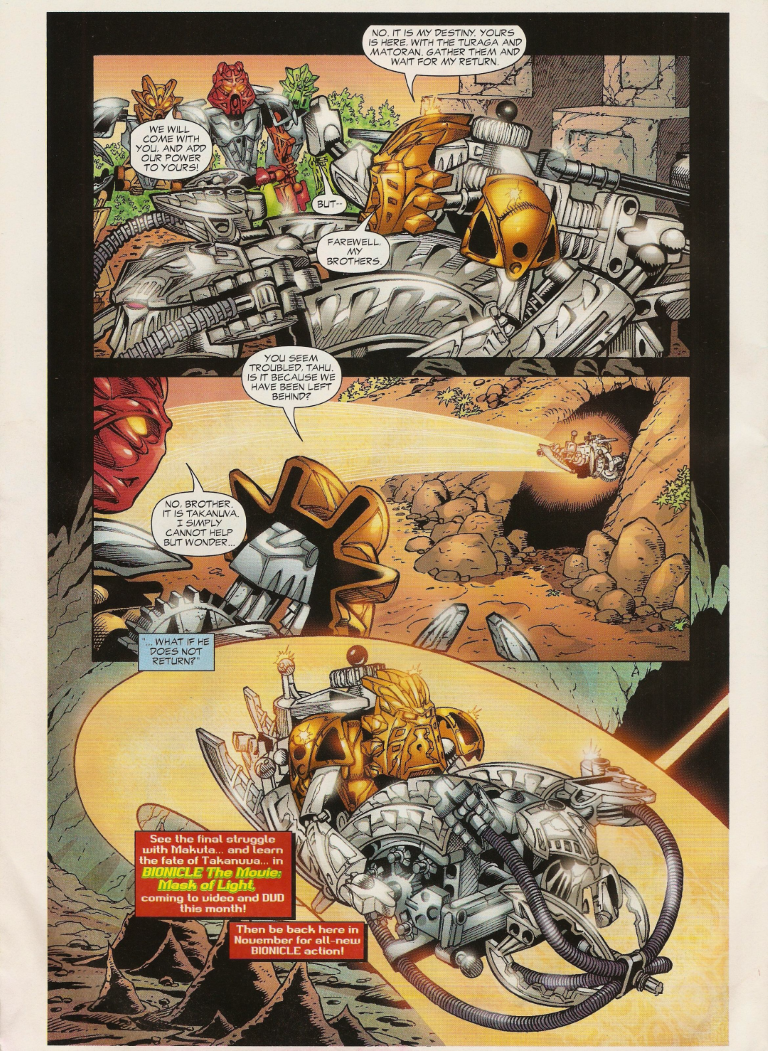 NO, IT IS MY DESTINY. YOURS
IS HERE, WITH THE TURAGA AND
MATORAN. GATHER THEM AND
WAIT FOR MY RETURN.
WE WILL
COME WITH
YOU, AND ADD
OUR POWER
TO YOURS!
BUT--
FAREWELL,
MY
BROTHERS.
YOU SEEM
TROUBLED, TAHU.
IS IT BECAUSE WE
HAVE BEEN LEFT
BEHIND?
NO, BROTHER.
IT IS TAKANUVA.
I SIMPLY
CANNOT HELP
BUT WONDER...
"... WHAT IF HE
DOES NOT
RETURN?"
See the final struggle
with Makuta... and learn
the fate of Takanuva... in
BIONICLE The Movie:
Mask of Light,
coming to video and DVD
this month!
Then be back here in
November for all-new
BIONICLE action!